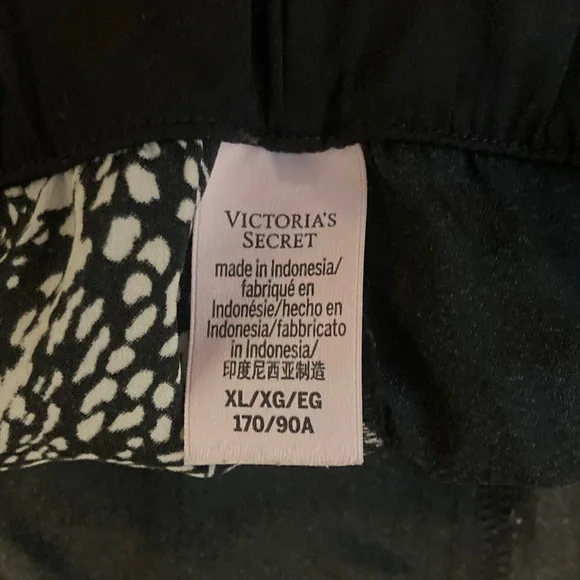 VICTORIA'S
SECRET
made in Indonesia/
fabriqué en
Indonésie/hecho en
Indonesia/fabbricato
in Indonesia/
印度尼西亚制造
XL/XG/EG
170/90A